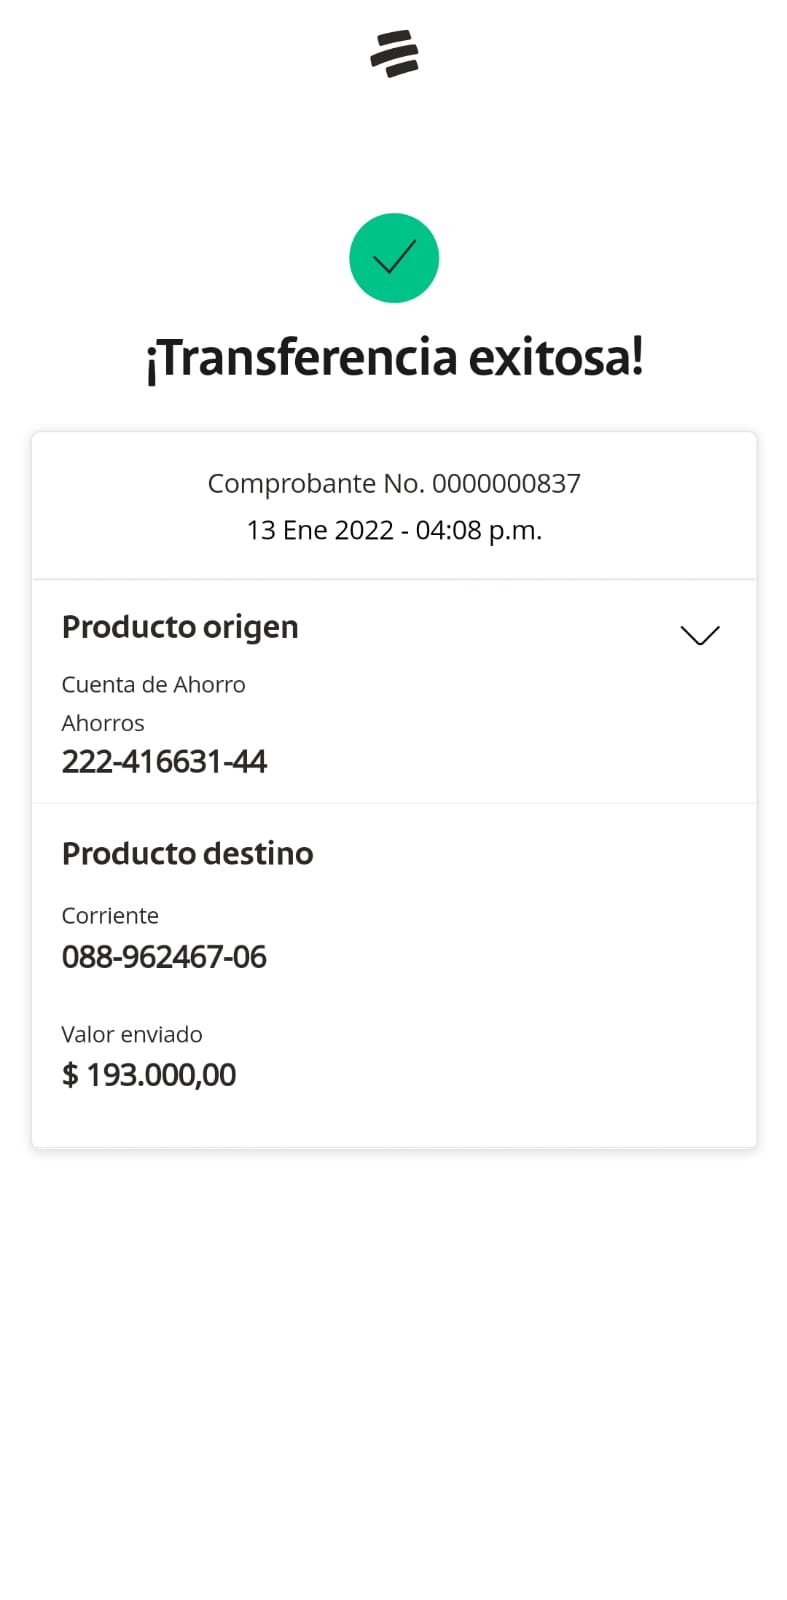 ¡Transferencia exitosa!
Comprobante No. 0000000837
13 Ene 2022 - 04:08 p.m.
Producto origen
Cuenta de Ahorro
Ahorros
222-416631-44
Producto destino
Corriente
088-962467-06
Valor enviado
$ 193.000,00